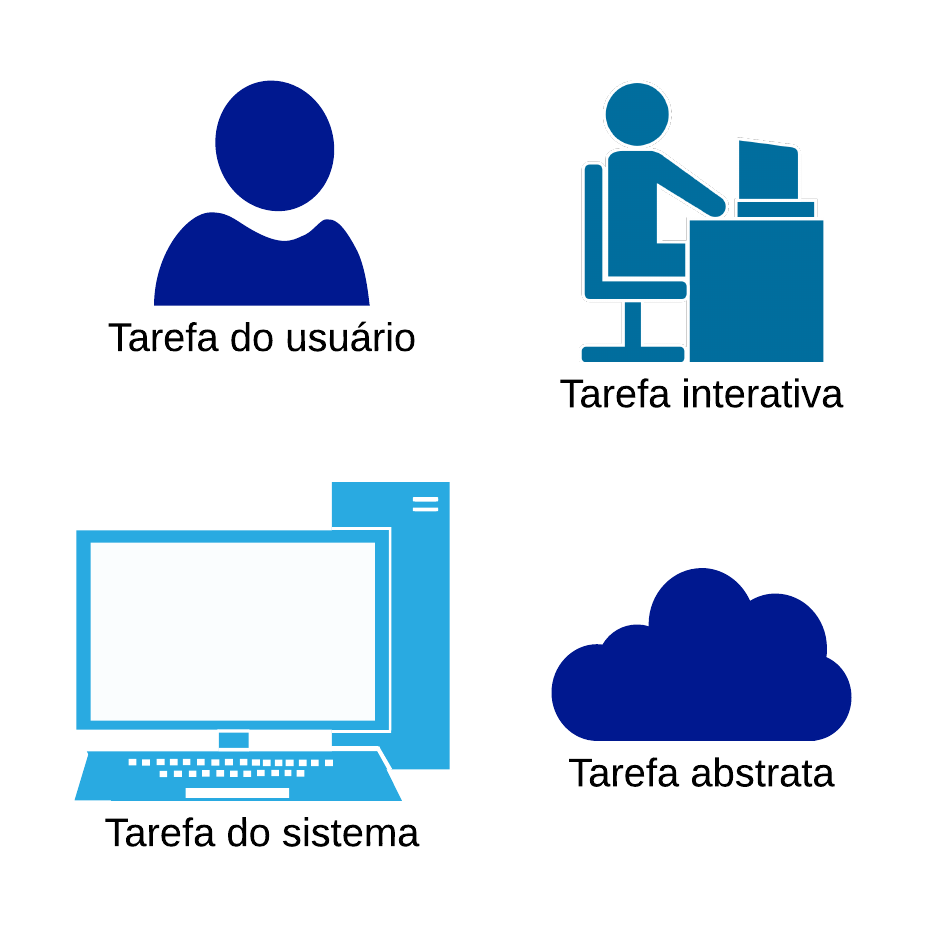 Tarefa do usuário
Tarefa interativa
Tarefa do sistema
Tarefa abstrata